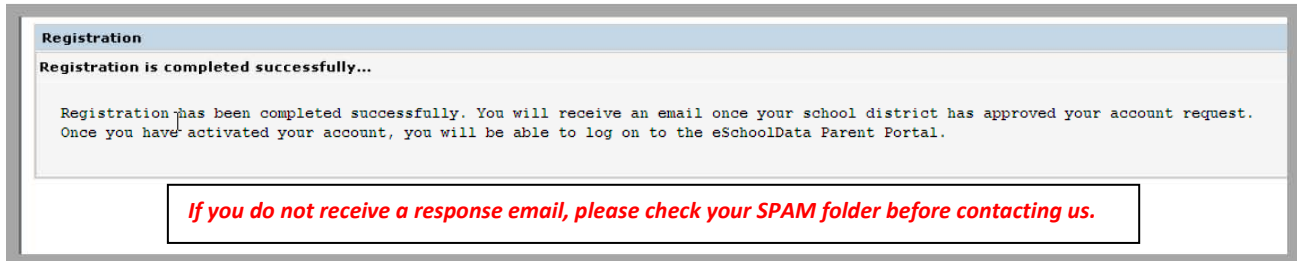 Registration
Registration is completed successfully...
Registration has been completed successfully. You will receive an email once your school district has approved your account request.
Once you have activated your account, you will be able to log on to the eSchoolData Parent Portal.
If you do not receive a response email, please check your SPAM folder before contacting us.